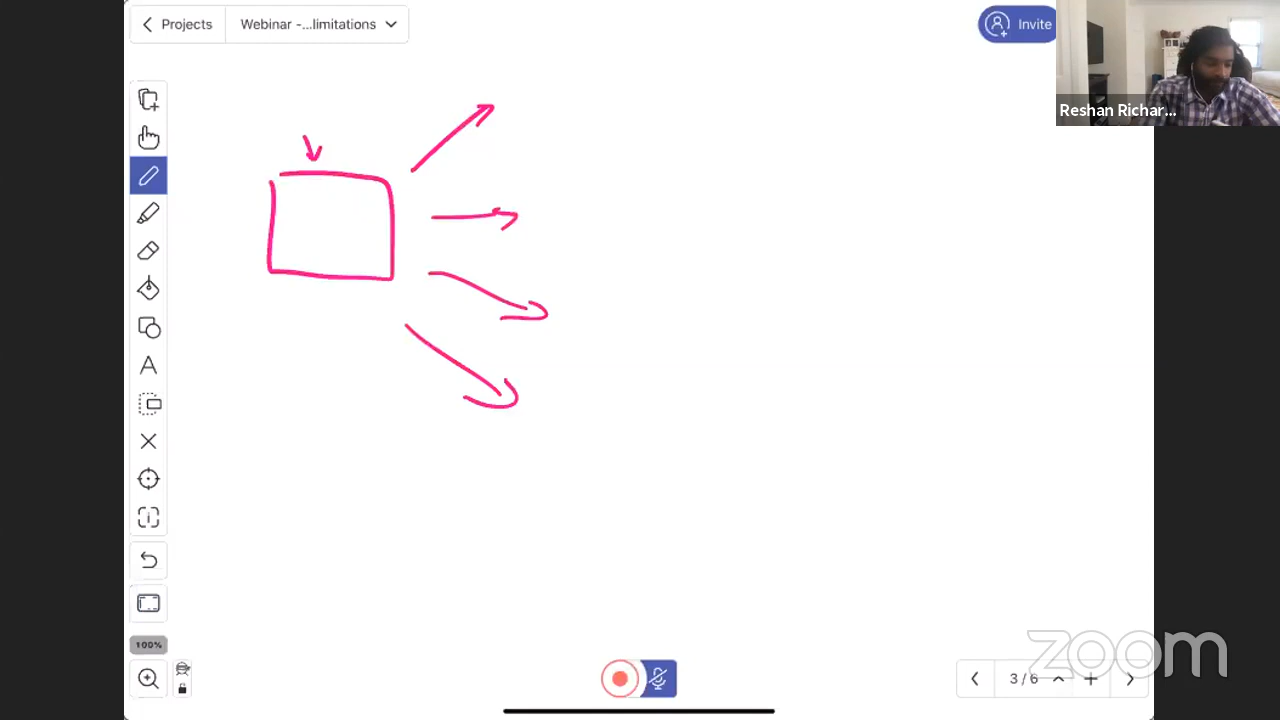 Projects
Webinar -...limitations
Invite
Reshan Richar...
A
100%
3 / 6
zoom